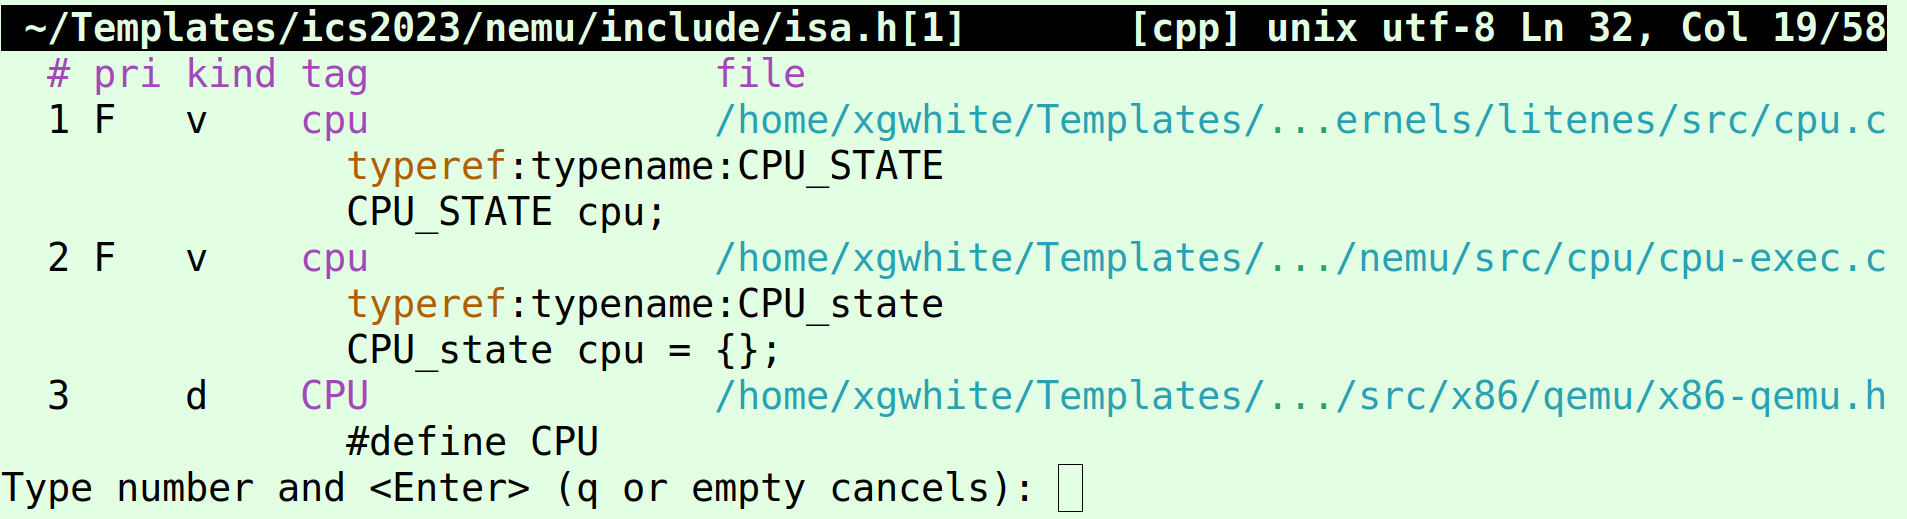 ~/Templates/ics2023/nemu/include/isa.h[1] [cpp] unix utf-8 Ln 32, Col 19/58
# pri kind tag file
1 F v cpu /home/xgwhite/Templates/...ernels/litenes/src/cpu.c
typeref:typename:CPU_STATE
CPU_STATE cpu;
2 F v cpu /home/xgwhite/Templates/.../nemu/src/cpu/cpu-exec.c
typeref:typename:CPU_state
CPU_state cpu = {};
3 d CPU /home/xgwhite/Templates/.../src/x86/qemu/x86-qemu.h
#define CPU
Type number and <Enter> (q or empty cancels):